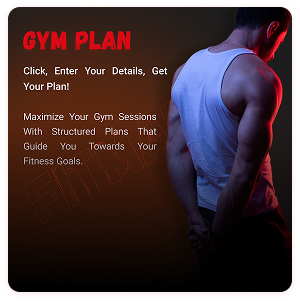 GYM PLAN
Click, Enter Your Details, Get
Your Plan!
Maximize Your Gym Sessions
With Structured Plans That
Guide You Towards Your
Fitness Goals.